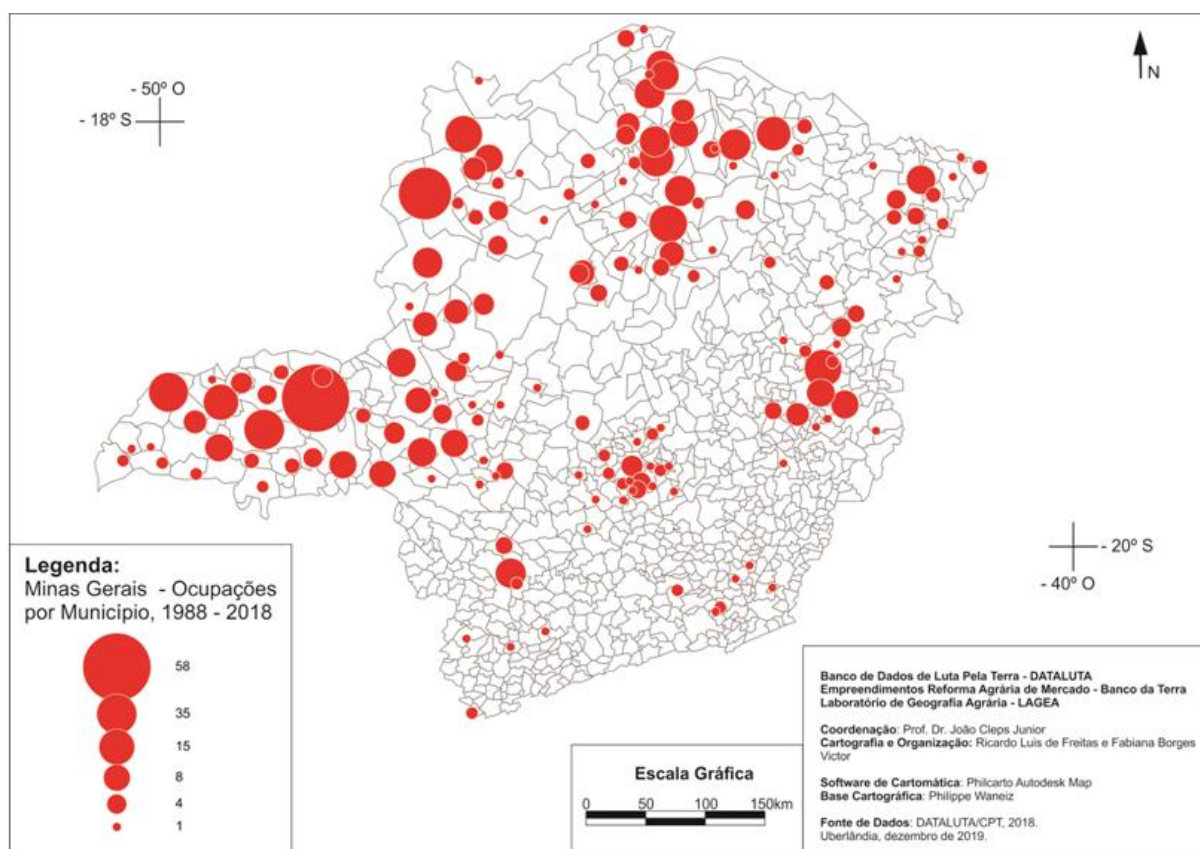 N
- 50º O
- 18º S
- 20º S
- 40º O
Legenda:
Minas Gerais - Ocupações
por Município, 1988 - 2018
58
35
15
8
4
1
Escala Gráfica
0 50 100 150km
Banco de Dados de Luta Pela Terra - DATALUTA
Empreendimentos Reforma Agrária de Mercado - Banco da Terra
Laboratório de Geografia Agrária - LAGEA
Coordenação: Prof. Dr. João Cleps Junior
Cartografia e Organização: Ricardo Luis de Freitas e Fabiana Borges
Victor
Software de Cartomática: Philcarto Autodesk Map
Base Cartográfica: Philippe Waneiz
Fonte de Dados: DATALUTA/CPT, 2018.
Uberlândia, dezembro de 2019.